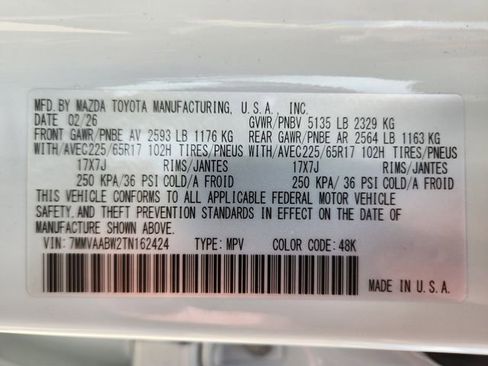 MFD. BY MAZDA TOYOTA MANUFACTURING, U.S.A., INC.
DATE 02/26 GVWR/PNBV 5135 LB 2329 KG
FRONT GAWR/PNBE AV 2593 LB 1176 KG REAR GAWR/PNBE AR 2564 LB 1163 KG
WITH/AVEC225/65R17 102H TIRES/PNEUS WITH/AVEC225/65R17 102H TIRES/PNEUS
17X7J RIMS/JANTES 17X7J RIMS/JANTES
250 KPA/36 PSI COLD/A FROID 250 KPA/36 PSI COLD/A FROID
THIS VEHICLE CONFORMS TO ALL APPLICABLE FEDERAL MOTOR VEHICLE
SAFETY,AND THEFT PREVENTION STANDARDS IN EFFECT ON THE DATE OF
MANUFACTURE SHOWN ABOVE.
VIN: 7MMVAABW2TN162424 TYPE: MPV COLOR CODE: 48K
MADE IN U.S.A.